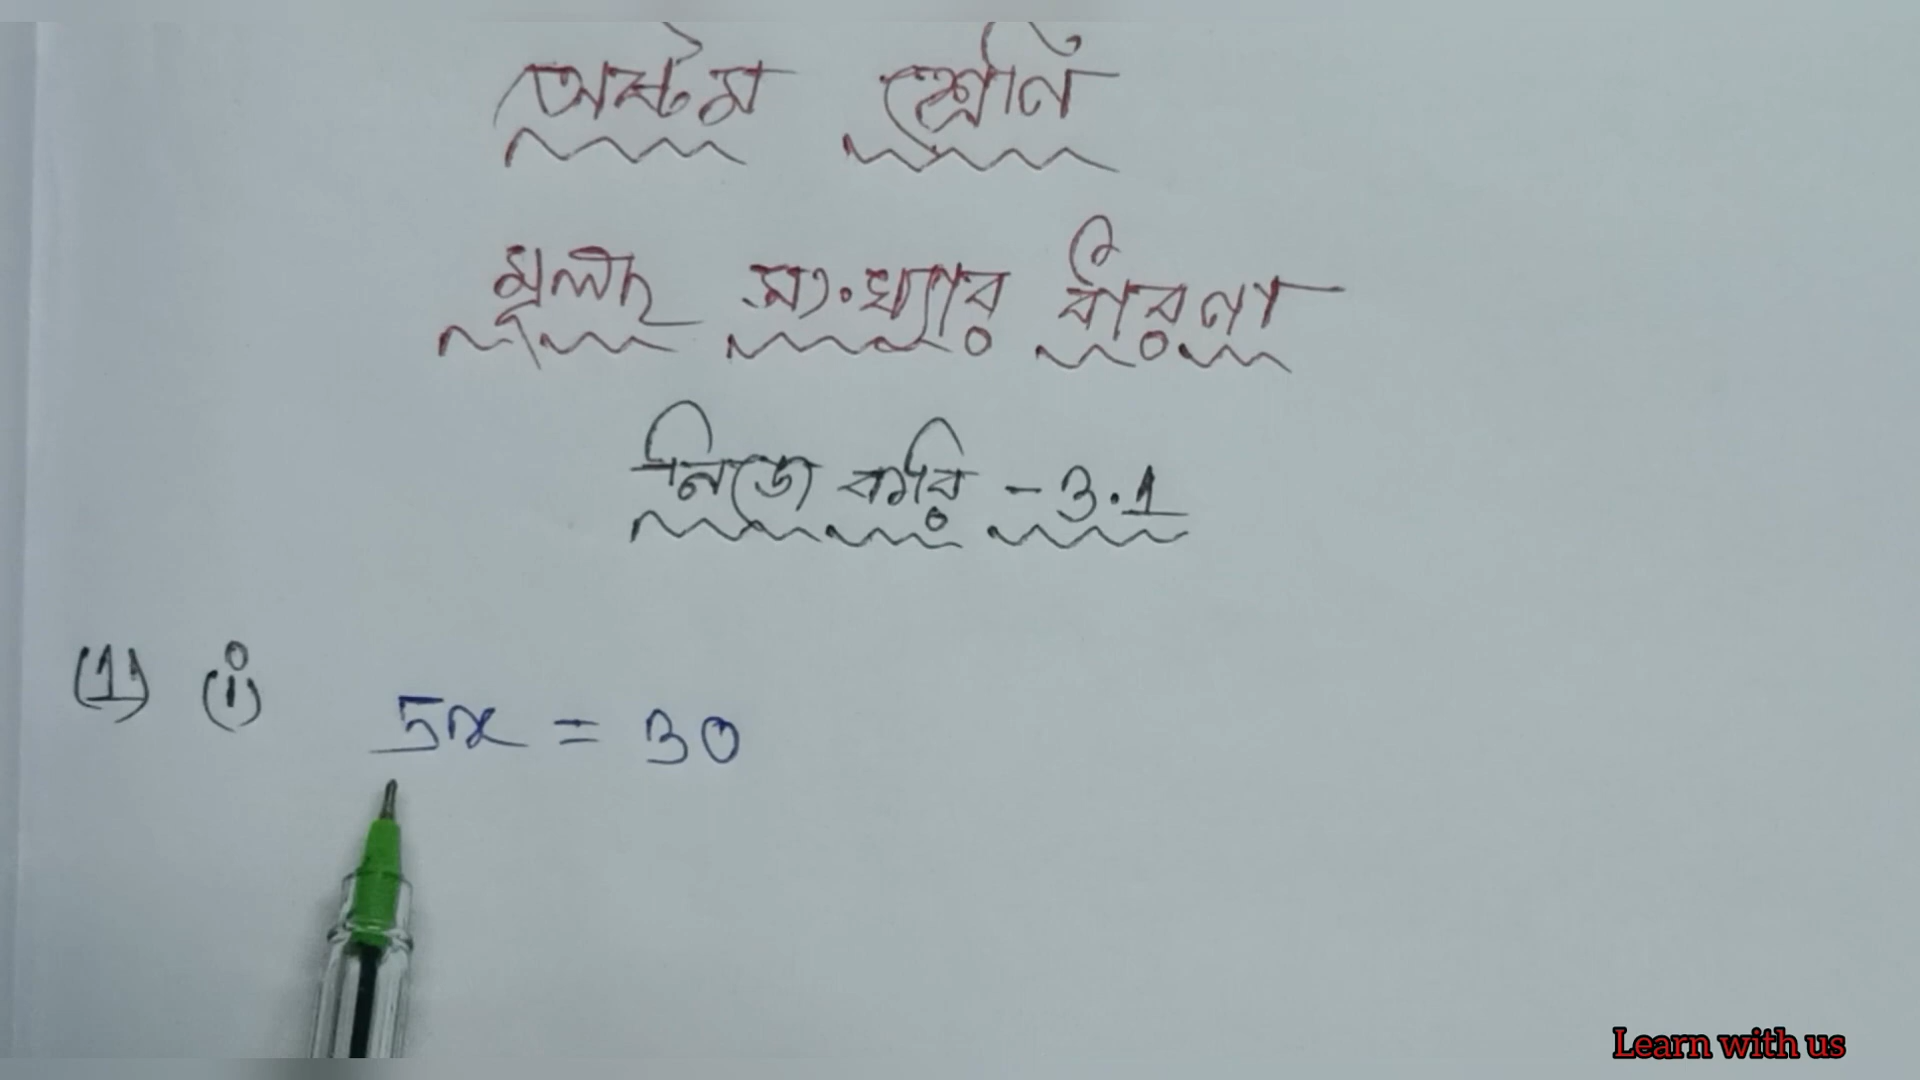 অষ্টম শ্রেণি
মূলদ সংখ্যার ধারণা
নিজে করি - 3.1
(1) (i) 5x = 30
Learn with us